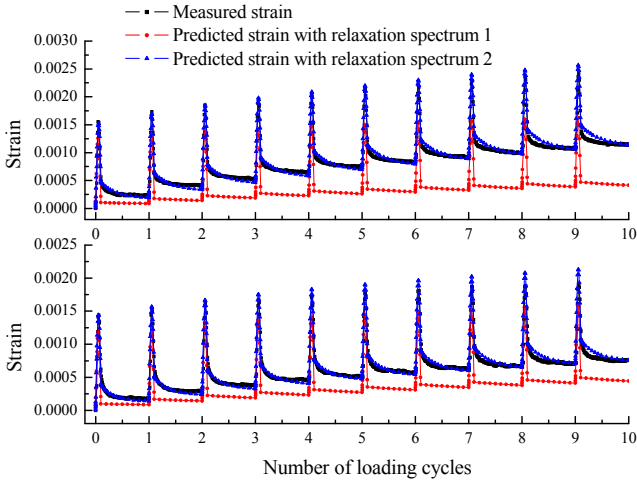 Measured strain
Predicted strain with relaxation spectrum 1
Predicted strain with relaxation spectrum 2
0.0030
0.0025
0.0020
0.0015
0.0010
0.0005
0.0000
Strain
0 1 2 3 4 5 6 7 8 9 10
0.0025
0.0020
0.0015
0.0010
0.0005
0.0000
Strain
0 1 2 3 4 5 6 7 8 9 10
Number of loading cycles